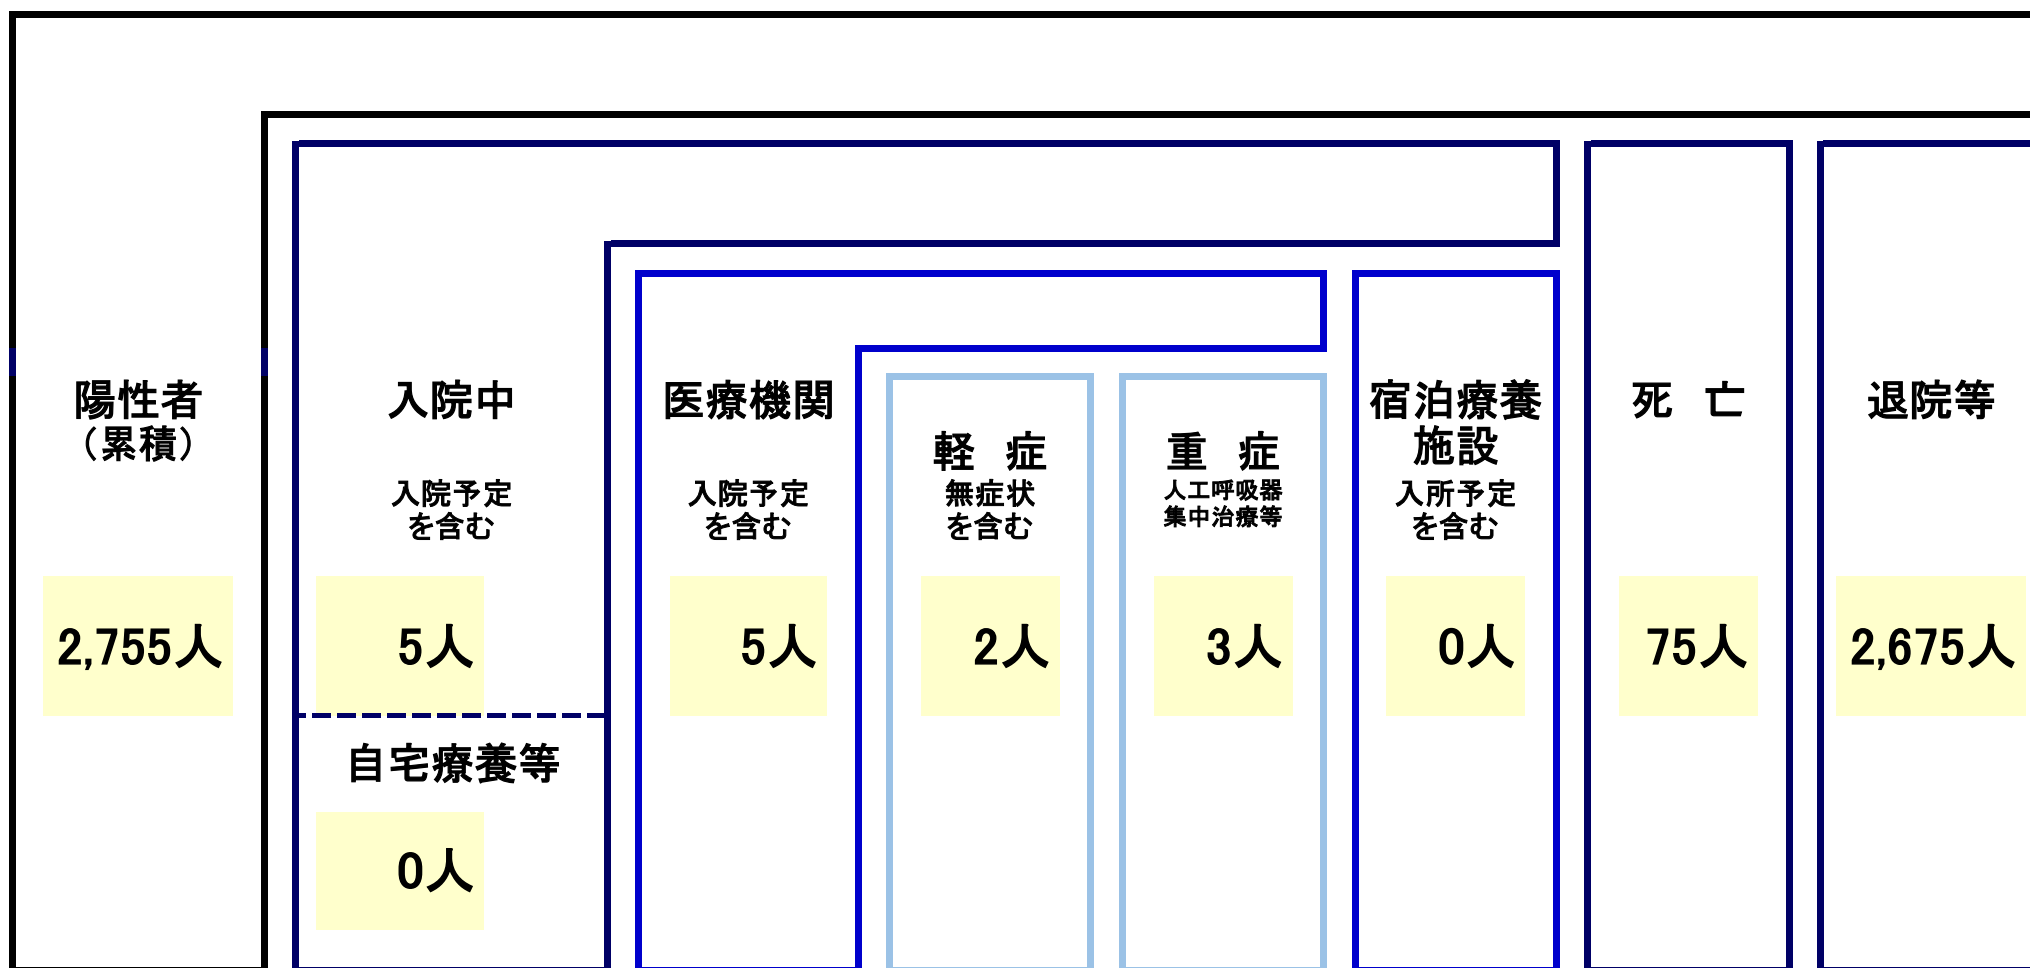 陽性者
（累積）
2,755人
入院中
入院予定
を含む
5人
自宅療養等
0人
医療機関
入院予定
を含む
5人
軽 症
無症状
を含む
2人
重 症
人工呼吸器
集中治療等
3人
宿泊療養
施設
入所予定
を含む
0人
死 亡
75人
退院等
2,675人